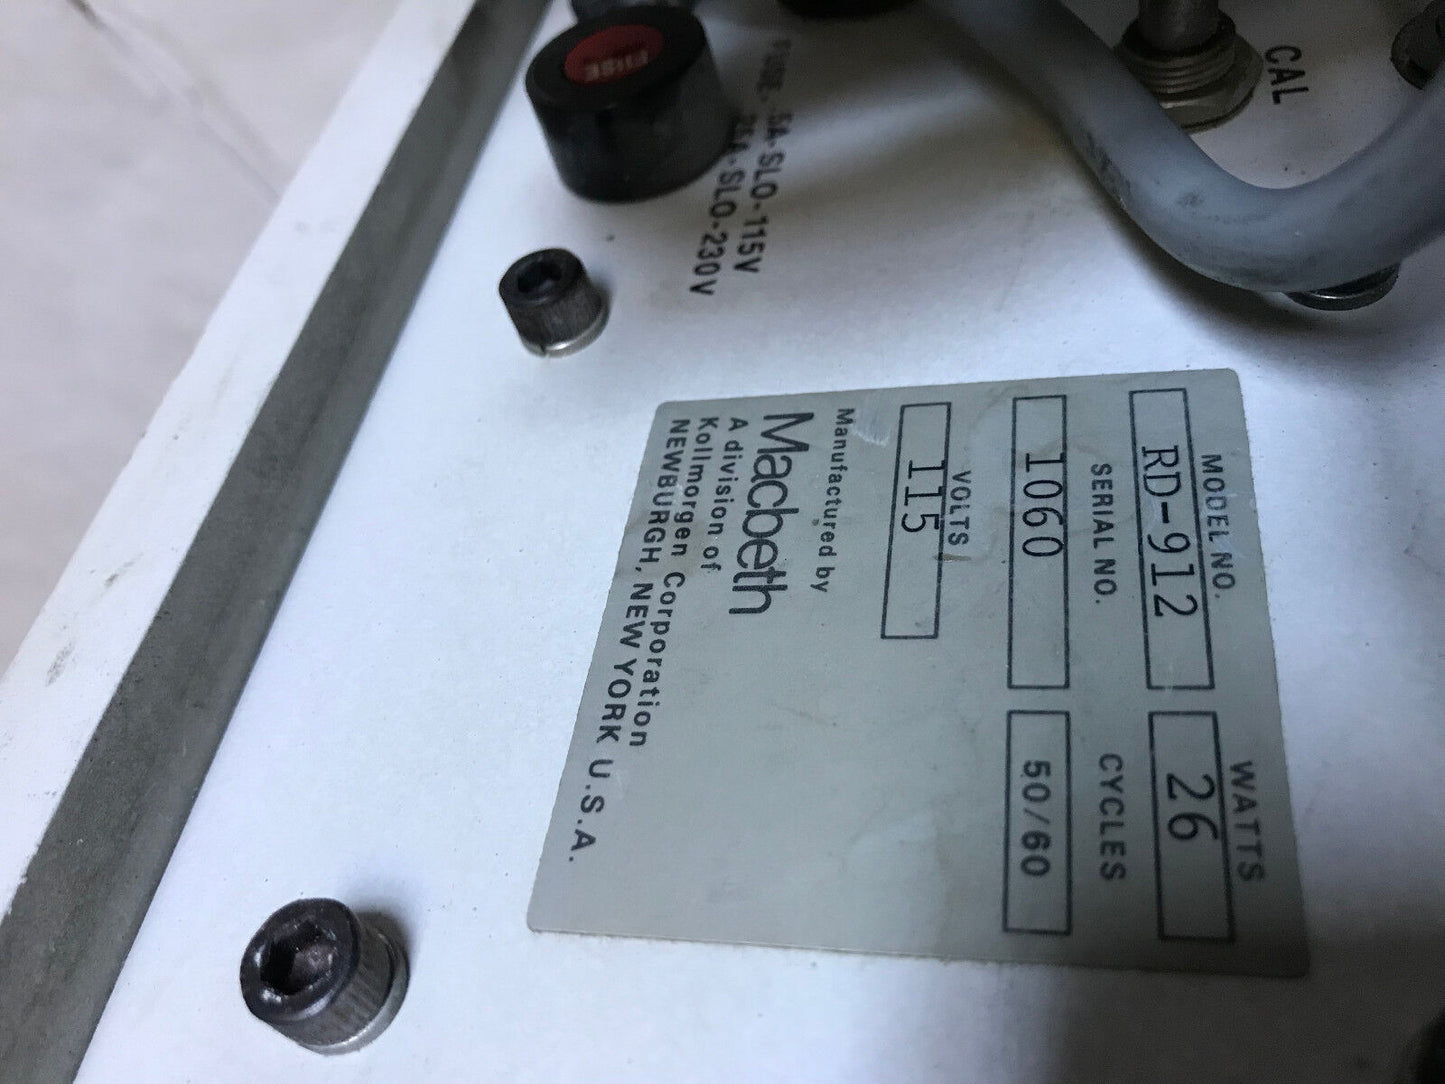 FUSE
FUSE-.5A-SLO-115V
.25A-SLO-230V
CAL
MODEL NO.
RD-912
WATTS
26
SERIAL NO.
1060
CYCLES
50/60
VOLTS
115
Manufactured by
Macbeth
A division of
Kollmorgen Corporation
NEWBURGH, NEW YORK U.S.A.